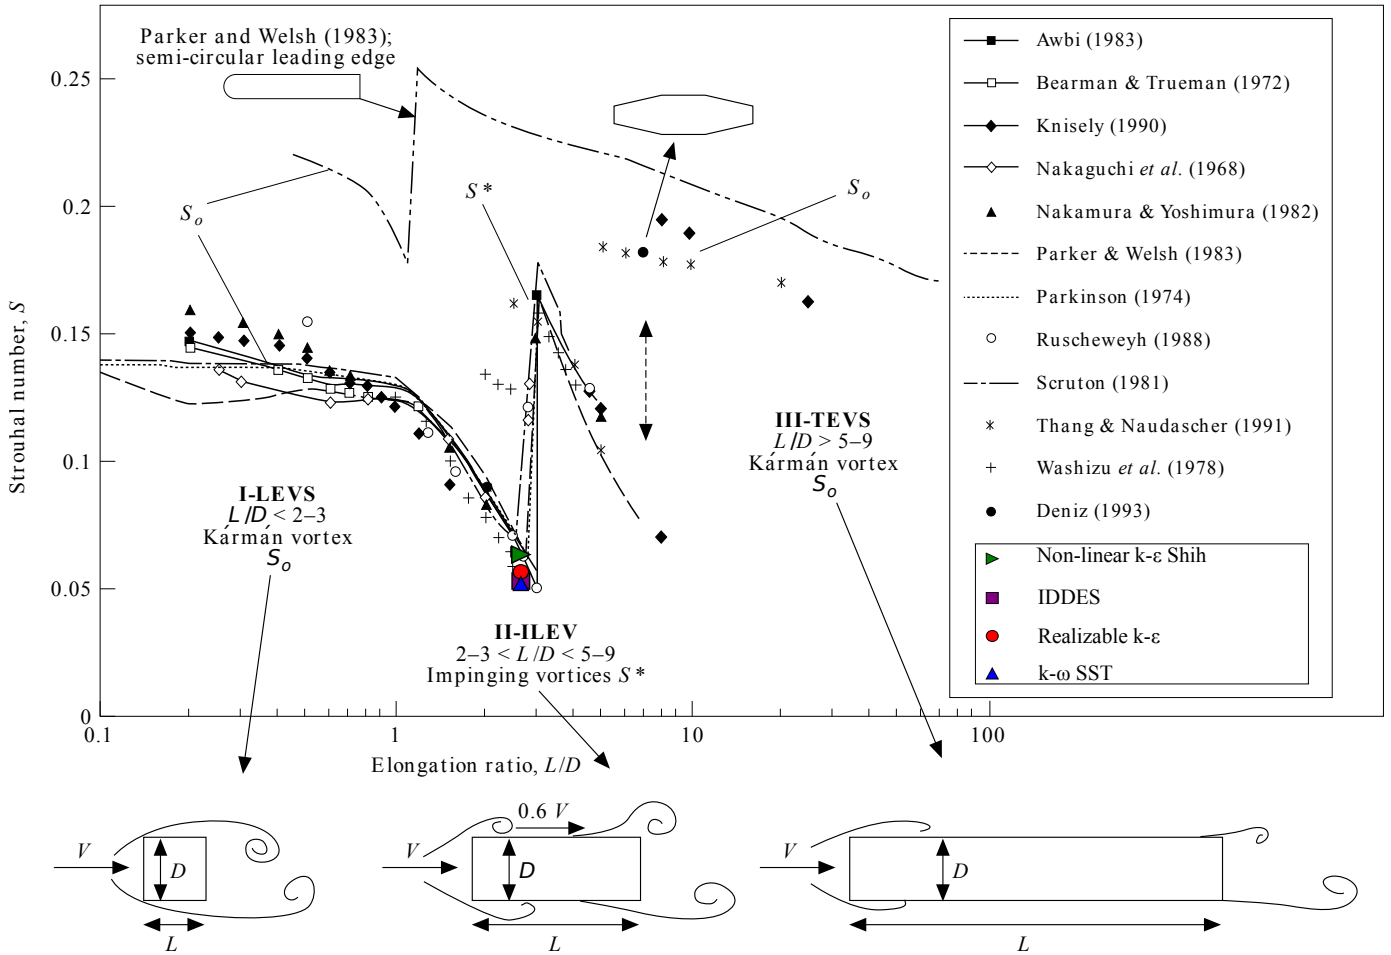 Parker and Welsh (1983);
semi-circular leading edge
0.25
0.2
0.15
0.1
0.05
0
Strouhal number, S
0.1
1
10
100
Elongation ratio, L/D
So
S*
So
I-LEVS
L/D < 2–3
Kármán vortex
So
II-ILEV
2–3 < L/D < 5–9
Impinging vortices S*
III-TEVS
L/D > 5–9
Kármán vortex
So
Awbi (1983)
Bearman & Trueman (1972)
Knisely (1990)
Nakaguchi et al. (1968)
Nakamura & Yoshimura (1982)
Parker & Welsh (1983)
Parkinson (1974)
Ruscheweyh (1988)
Scruton (1981)
Thang & Naudascher (1991)
Washizu et al. (1978)
Deniz (1993)
Non-linear k-ε Shih
IDDES
Realizable k-ε
k-ω SST
V
D
L
0.6 V
V
D
L
V
D
L